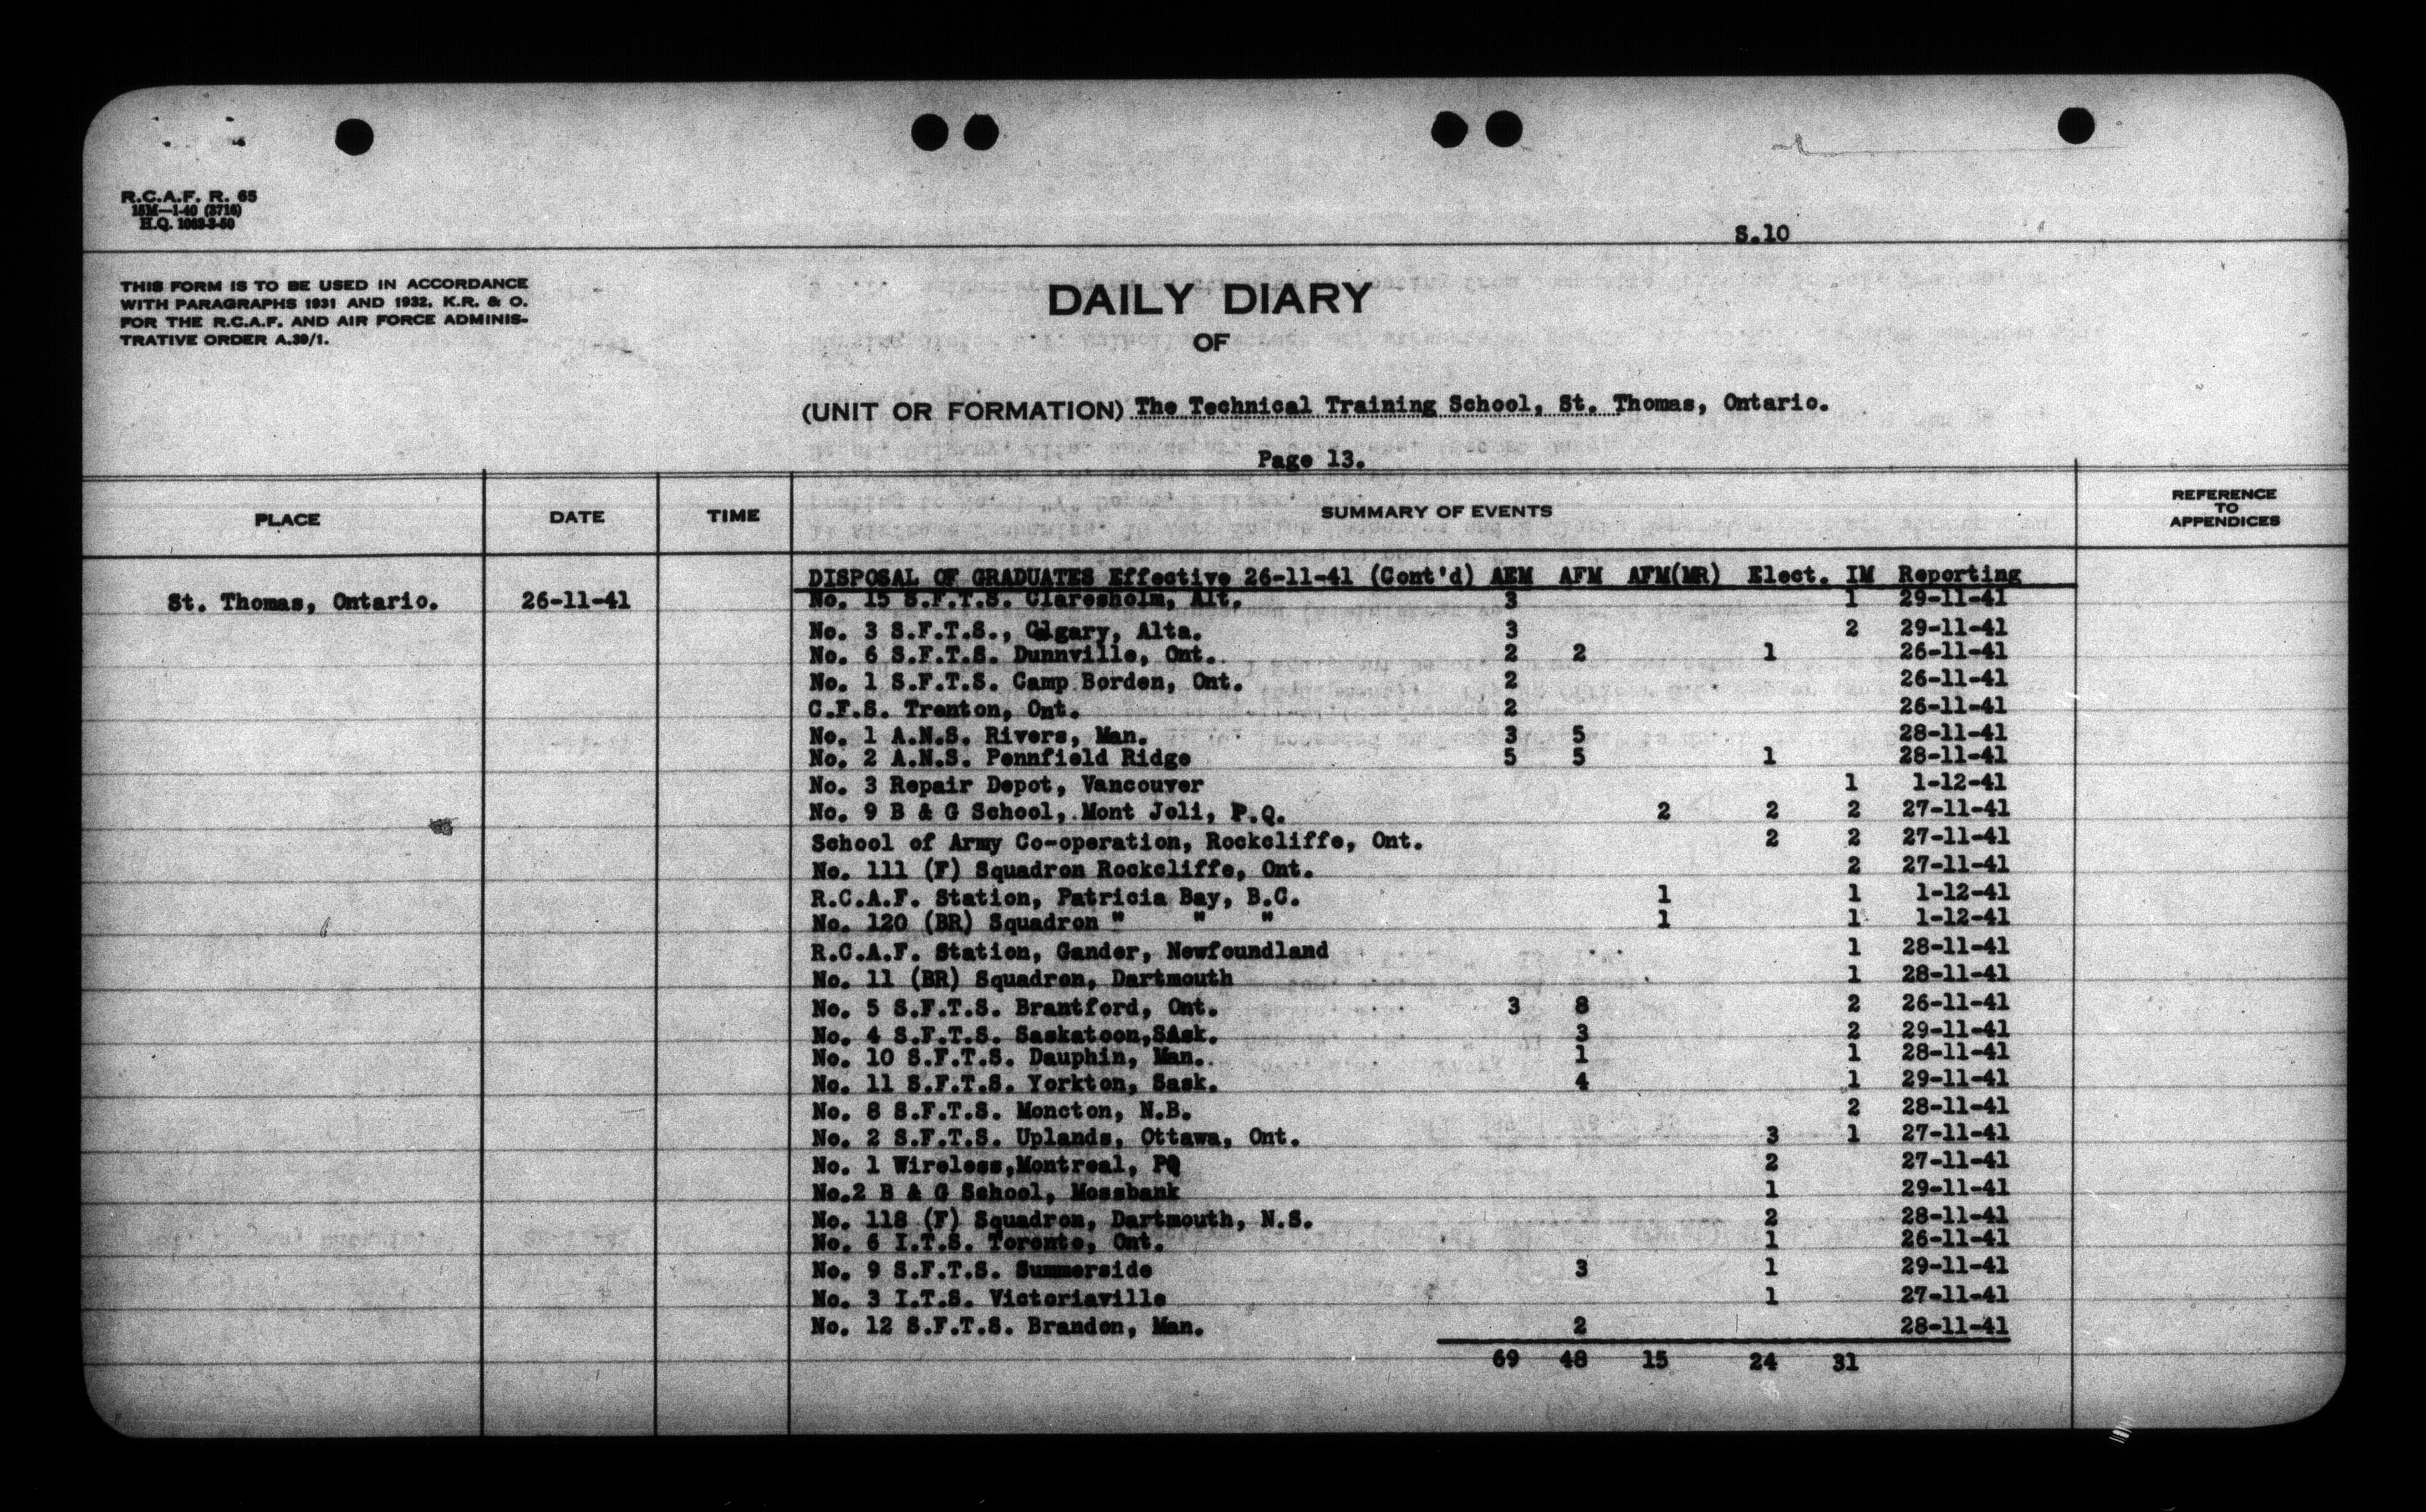 R.C.A.F. R. 65
15M—1-40 (3716)
H.Q. 1062-3-50
S.10
THIS FORM IS TO BE USED IN ACCORDANCE
WITH PARAGRAPHS 1931 AND 1932, K.R. & O.
FOR THE R.C.A.F. AND AIR FORCE ADMINIS-
TRATIVE ORDER A.39/1.
DAILY DIARY
OF
(UNIT OR FORMATION) The Technical Training School, St. Thomas, Ontario.
Page 13.
PLACE DATE TIME SUMMARY OF EVENTS REFERENCE TO APPENDICES
DISPOSAL OF GRADUATES Effective 26-11-41 (Cont'd) AEM AFM AFM(MR) Elect. IM Reporting
St. Thomas, Ontario. 26-11-41 No. 15 S.F.T.S. Claresholm, Alt. 3 1 29-11-41
No. 3 S.F.T.S., Clgary, Alta. 3 2 29-11-41
No. 6 S.F.T.S. Dunnville, Ont. 2 2 1 26-11-41
No. 1 S.F.T.S. Camp Borden, Ont. 2 26-11-41
C.F.S. Trenton, Ont. 2 26-11-41
No. 1 A.N.S. Rivers, Man. 3 5 28-11-41
No. 2 A.N.S. Pennfield Ridge 5 5 1 28-11-41
No. 3 Repair Depot, Vancouver 1 1-12-41
No. 9 B & G School, Mont Joli, P.Q. 2 2 2 27-11-41
School of Army Co-operation, Rockcliffe, Ont. 2 2 27-11-41
No. 111 (F) Squadron Rockcliffe, Ont. 2 27-11-41
R.C.A.F. Station, Patricia Bay, B.C. 1 1 1-12-41
No. 120 (BR) Squadron " " " 1 1 1-12-41
R.C.A.F. Station, Gander, Newfoundland 1 28-11-41
No. 11 (BR) Squadron, Dartmouth 1 28-11-41
No. 5 S.F.T.S. Brantford, Ont. 3 8 2 26-11-41
No. 4 S.F.T.S. Saskatoon,SAsk. 3 2 29-11-41
No. 10 S.F.T.S. Dauphin, Man. 1 1 28-11-41
No. 11 S.F.T.S. Yorkton, Sask. 4 1 29-11-41
No. 8 S.F.T.S. Moncton, N.B. 2 28-11-41
No. 2 S.F.T.S. Uplands, Ottawa, Ont. 3 1 27-11-41
No. 1 Wireless,Montreal, PQ 2 27-11-41
No.2 B & G School, Mossbank 1 29-11-41
No. 118 (F) Squadron, Dartmouth, N.S. 2 28-11-41
No. 6 I.T.S. Toronto, Ont. 1 26-11-41
No. 9 S.F.T.S. Summerside 3 1 29-11-41
No. 3 I.T.S. Victoriaville 1 27-11-41
No. 12 S.F.T.S. Brandon, Man. 2 28-11-41
69 48 15 24 31